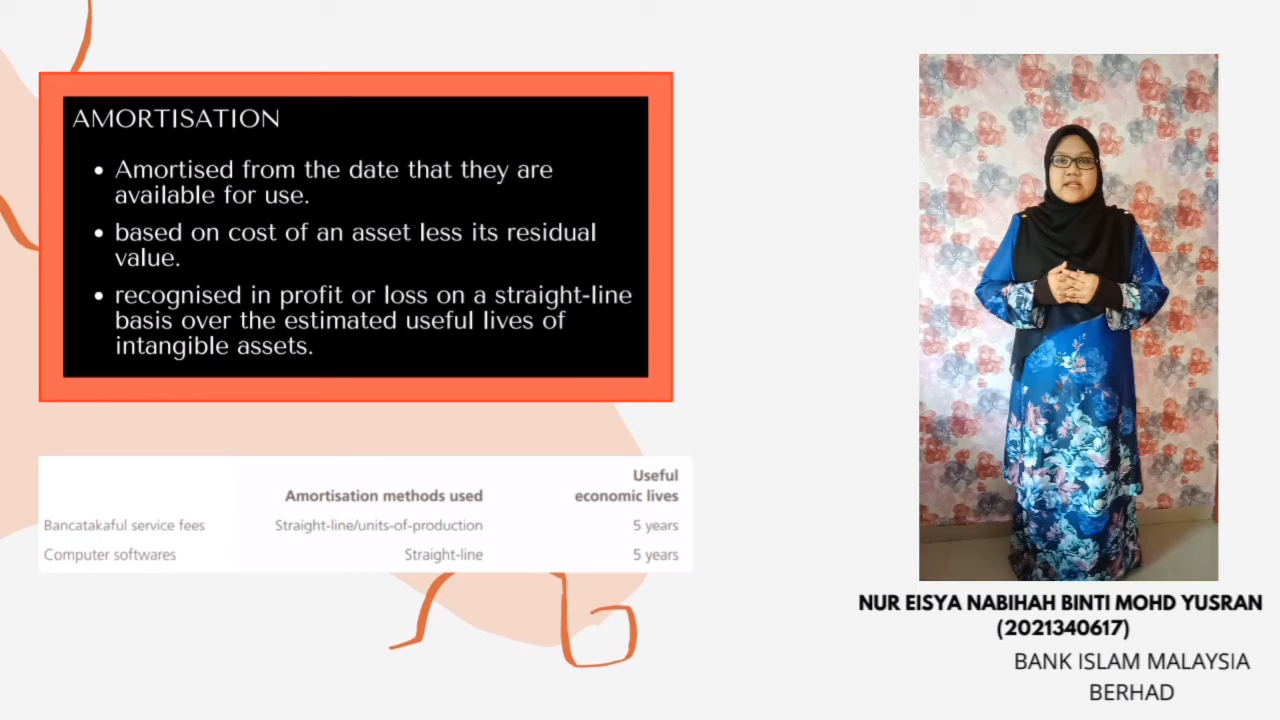 AMORTISATION
• Amortised from the date that they are
available for use.
• based on cost of an asset less its residual
value.
• recognised in profit or loss on a straight-line
basis over the estimated useful lives of
intangible assets.
Useful
Amortisation methods used economic lives
Bancatakaful service fees Straight-line/units-of-production 5 years
Computer softwares Straight-line 5 years
NUR EISYA NABIHAH BINTI MOHD YUSRAN
(2021340617)
BANK ISLAM MALAYSIA
BERHAD